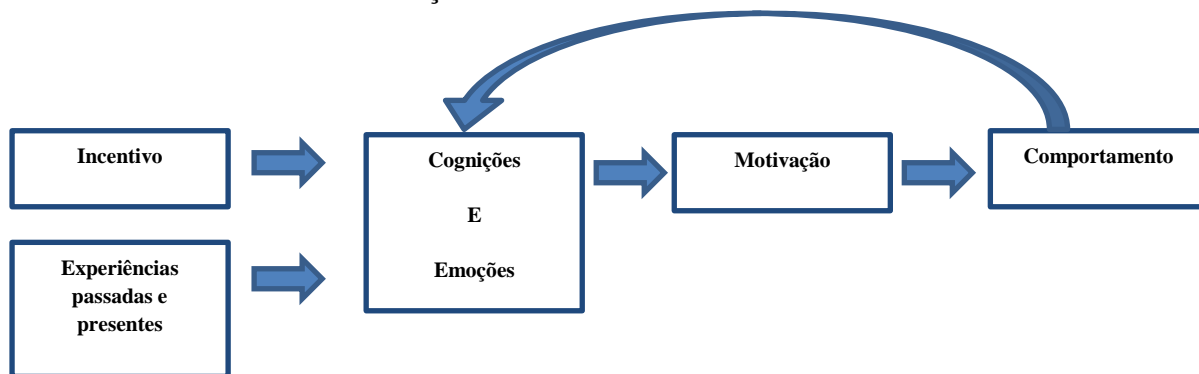 Incentivo
Experiências
passadas e
presentes
Cognições
E
Emoções
Motivação
Comportamento